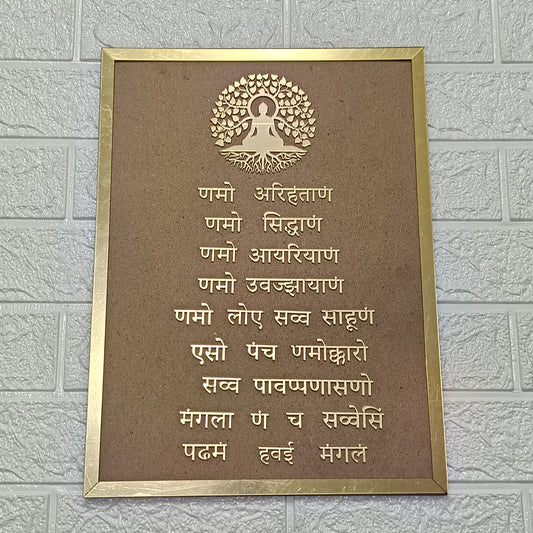 णमो अरिहंताणं
णमो सिद्धाणं
णमो आयरियाणं
णमो उवज्झायाणं
णमो लोए सव्व साहूणं
एसो पंच णमोक्कारो
सव्व पावप्पणासणो
मंगला णं च सव्वेसिं
पढमं हवई मंगलं